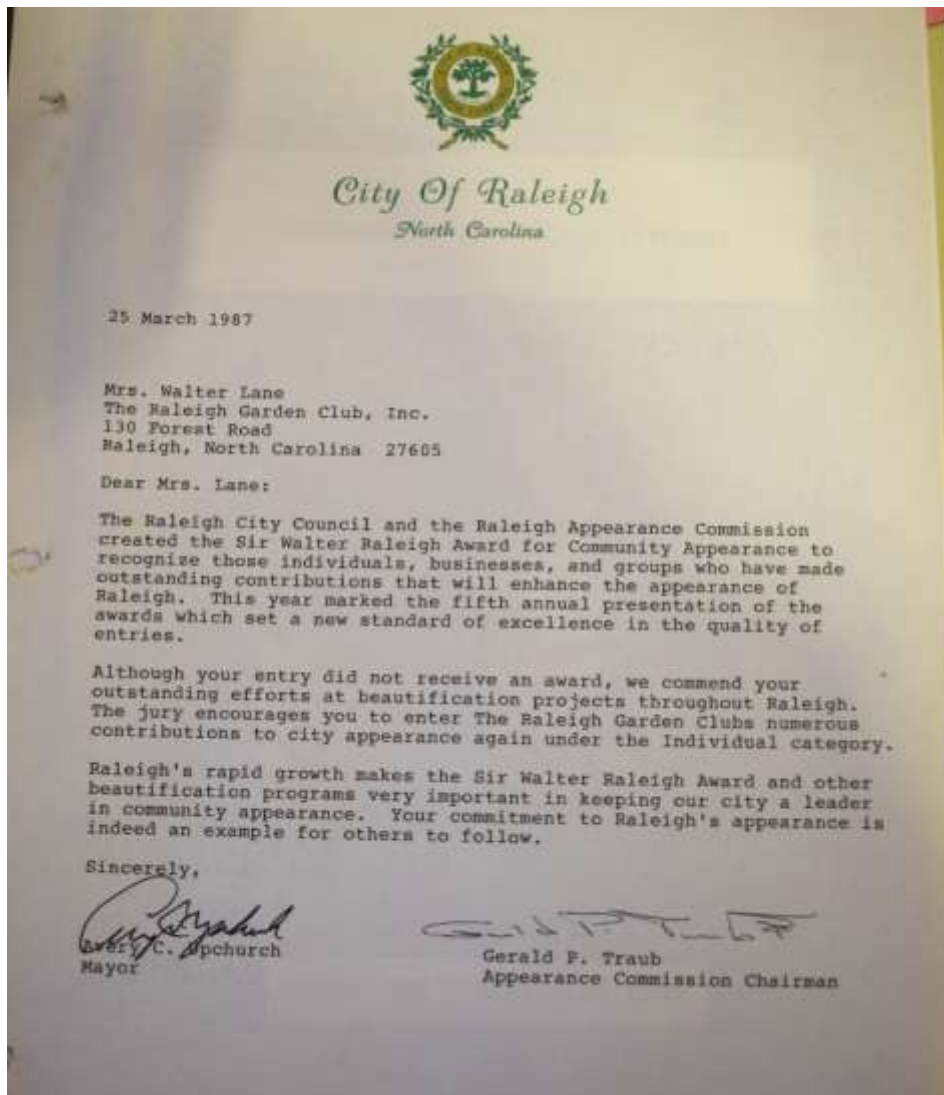 City Of Raleigh
North Carolina
25 March 1987
Mrs. Walter Lane
The Raleigh Garden Club, Inc.
130 Forest Road
Raleigh, North Carolina 27605
Dear Mrs. Lane:
The Raleigh City Council and the Raleigh Appearance Commission
created the Sir Walter Raleigh Award for Community Appearance to
recognize those individuals, businesses, and groups who have made
outstanding contributions that will enhance the appearance of
Raleigh. This year marked the fifth annual presentation of the
awards which set a new standard of excellence in the quality of
entries.
Although your entry did not receive an award, we commend your
outstanding efforts at beautification projects throughout Raleigh.
The jury encourages you to enter The Raleigh Garden Clubs numerous
contributions to city appearance again under the Individual category.
Raleigh's rapid growth makes the Sir Walter Raleigh Award and other
beautification programs very important in keeping our city a leader
in community appearance. Your commitment to Raleigh's appearance is
indeed an example for others to follow.
Sincerely,
Avery C. Upchurch
Mayor
Gerald P. Traub
Gerald P. Traub
Appearance Commission Chairman